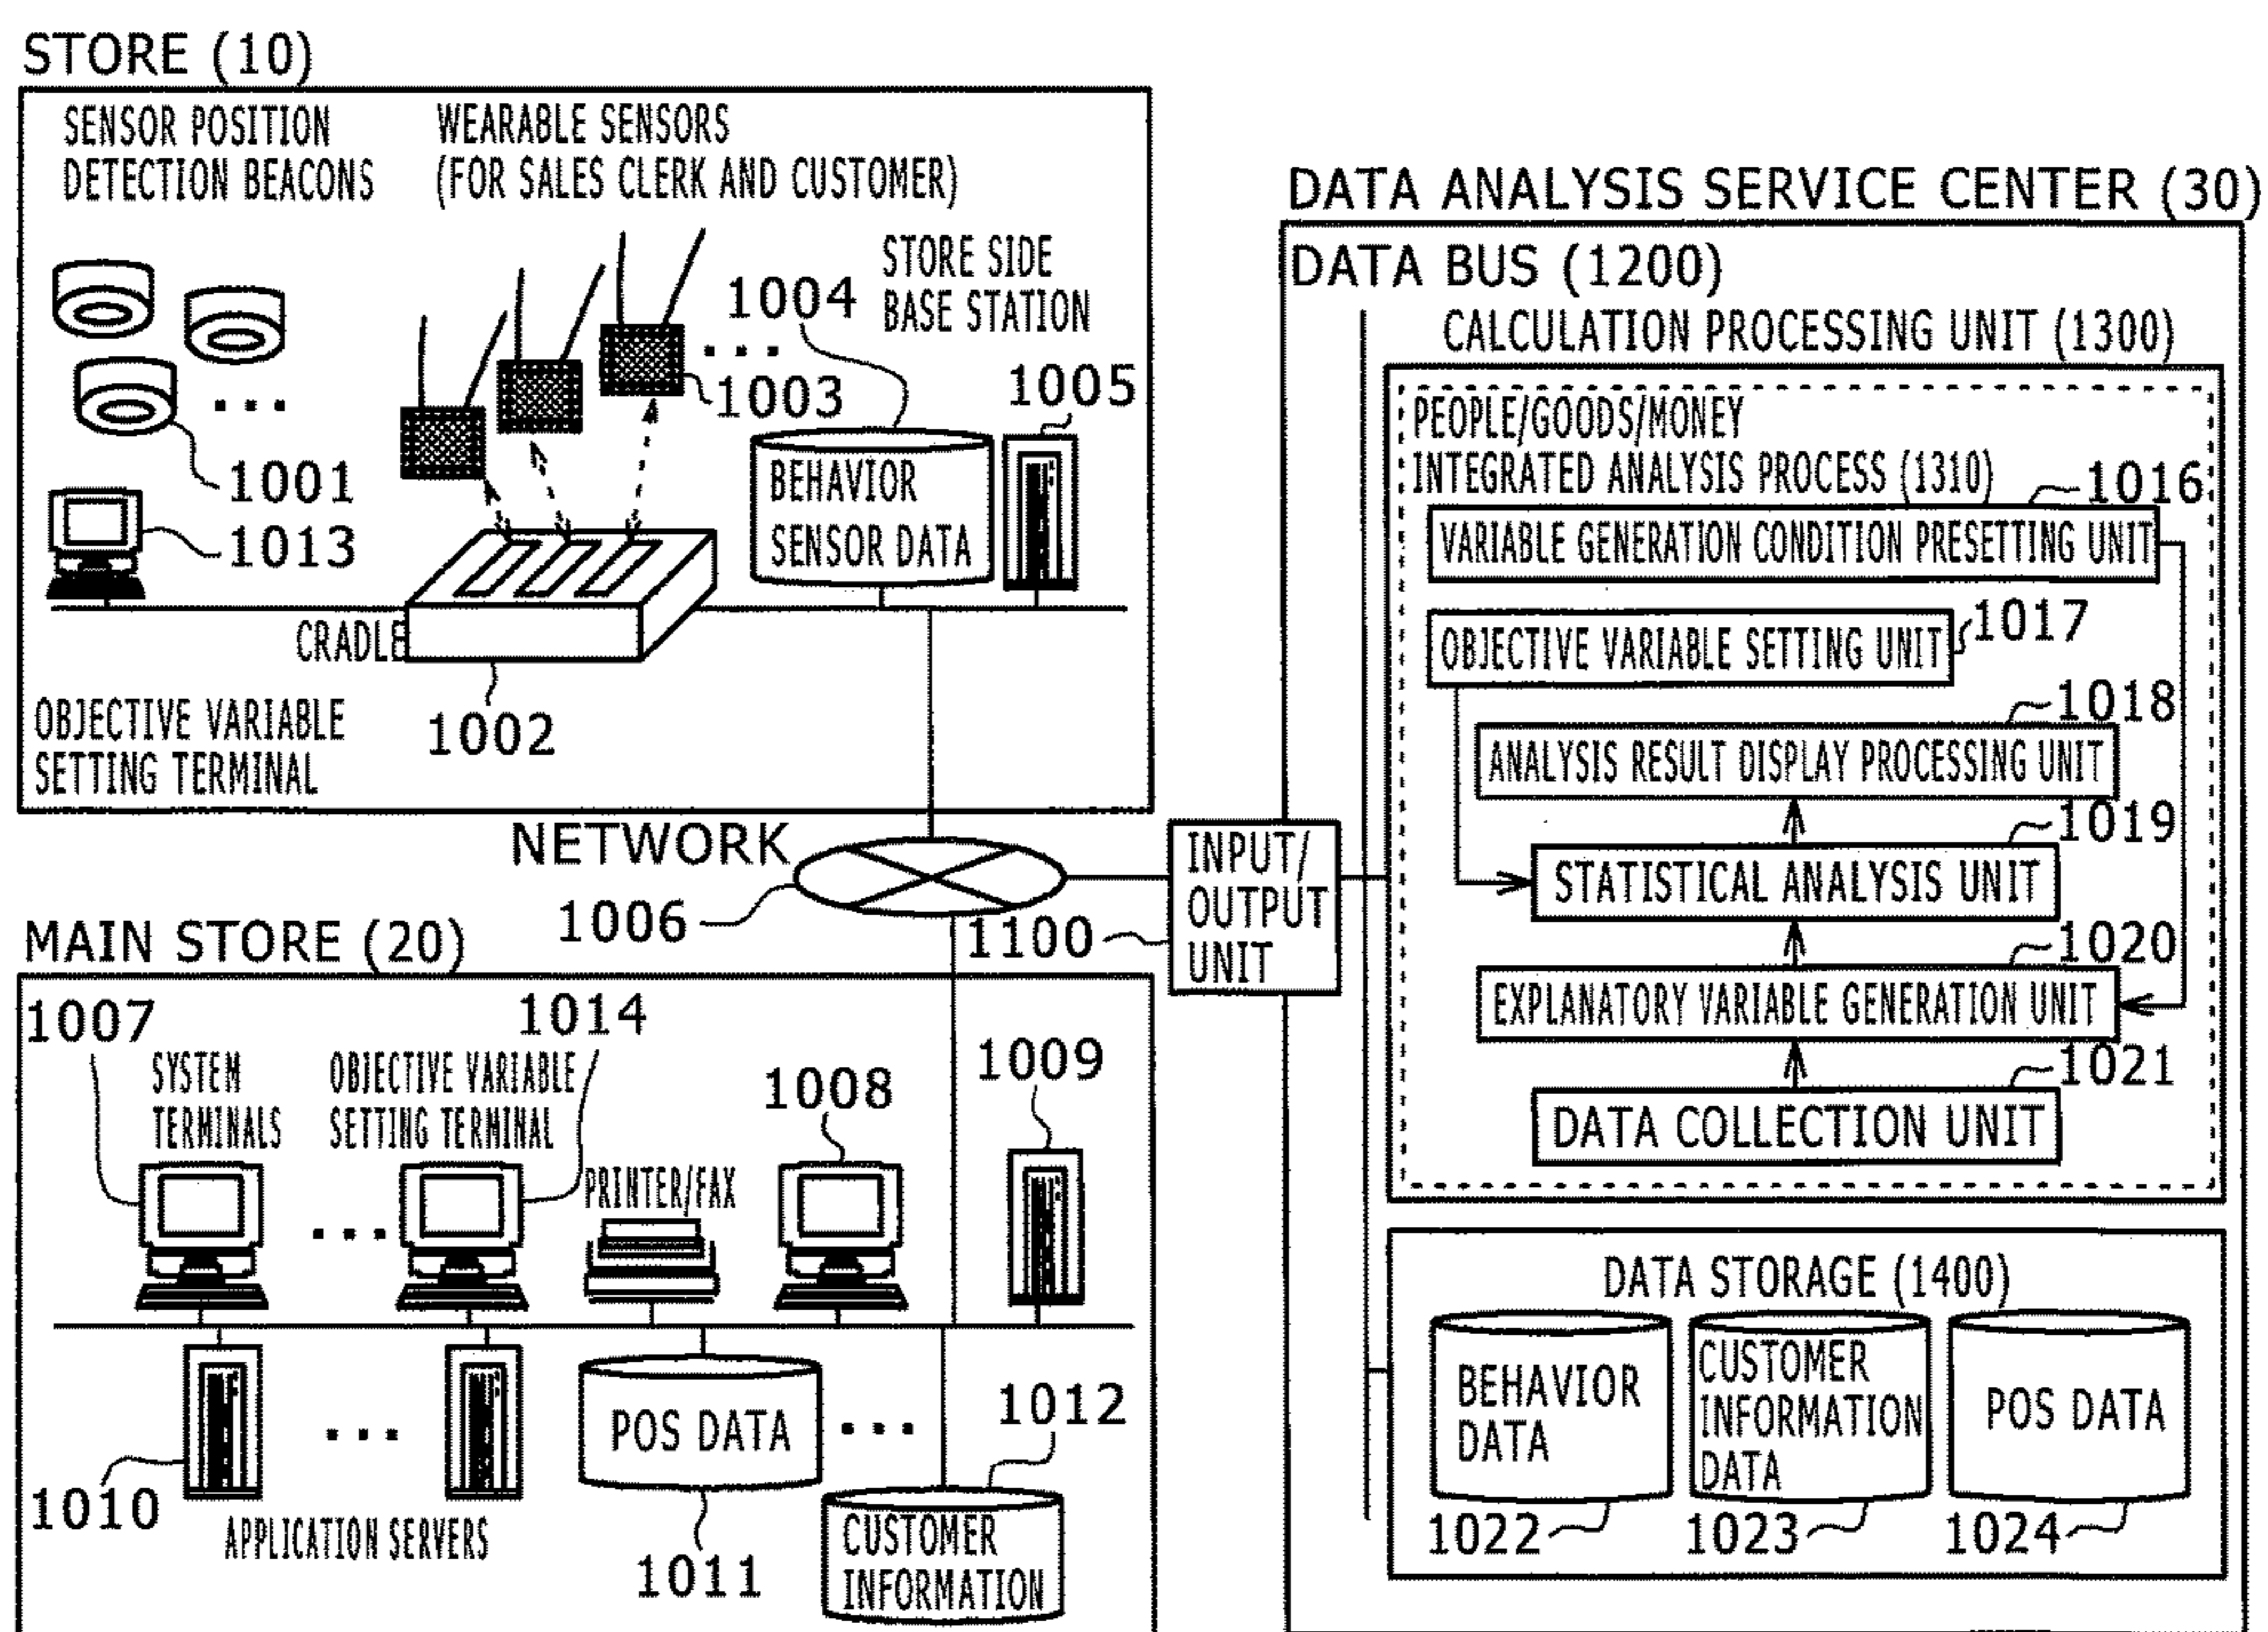 STORE (10)
SENSOR POSITION
DETECTION BEACONS
WEARABLE SENSORS
(FOR SALES CLERK AND CUSTOMER)
STORE SIDE
BASE STATION
1004
1003
1005
1001
1013
BEHAVIOR
SENSOR DATA
CRADLE
1002
OBJECTIVE VARIABLE
SETTING TERMINAL
NETWORK
1006
1100
INPUT/
OUTPUT
UNIT
MAIN STORE (20)
1007
SYSTEM
TERMINALS
1014
OBJECTIVE VARIABLE
SETTING TERMINAL
PRINTER/FAX
1008
1009
1010
APPLICATION SERVERS
POS DATA
1011
1012
CUSTOMER
INFORMATION
DATA ANALYSIS SERVICE CENTER (30)
DATA BUS (1200)
CALCULATION PROCESSING UNIT (1300)
PEOPLE/GOODS/MONEY
INTEGRATED ANALYSIS PROCESS (1310)
1016
VARIABLE GENERATION CONDITION PRESETTING UNIT
1017
OBJECTIVE VARIABLE SETTING UNIT
1018
ANALYSIS RESULT DISPLAY PROCESSING UNIT
1019
STATISTICAL ANALYSIS UNIT
1020
EXPLANATORY VARIABLE GENERATION UNIT
1021
DATA COLLECTION UNIT
DATA STORAGE (1400)
BEHAVIOR
DATA
1022
CUSTOMER
INFORMATION
DATA
1023
POS DATA
1024